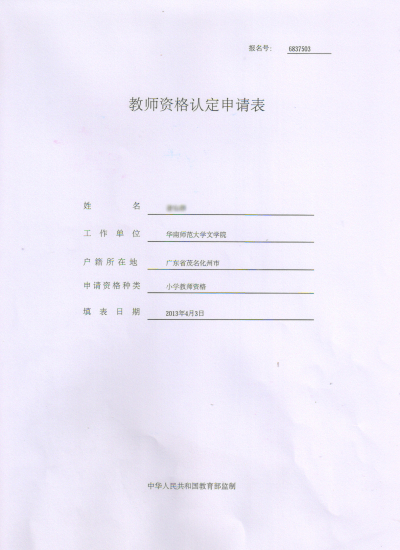 报名号: 6837503
教师资格认定申请表
姓 名
工 作 单 位 华南师范大学文学院
户 籍 所 在 地 广东省茂名化州市
申请资格种类 小学教师资格
填 表 日 期 2013年4月3日
中华人民共和国教育部监制